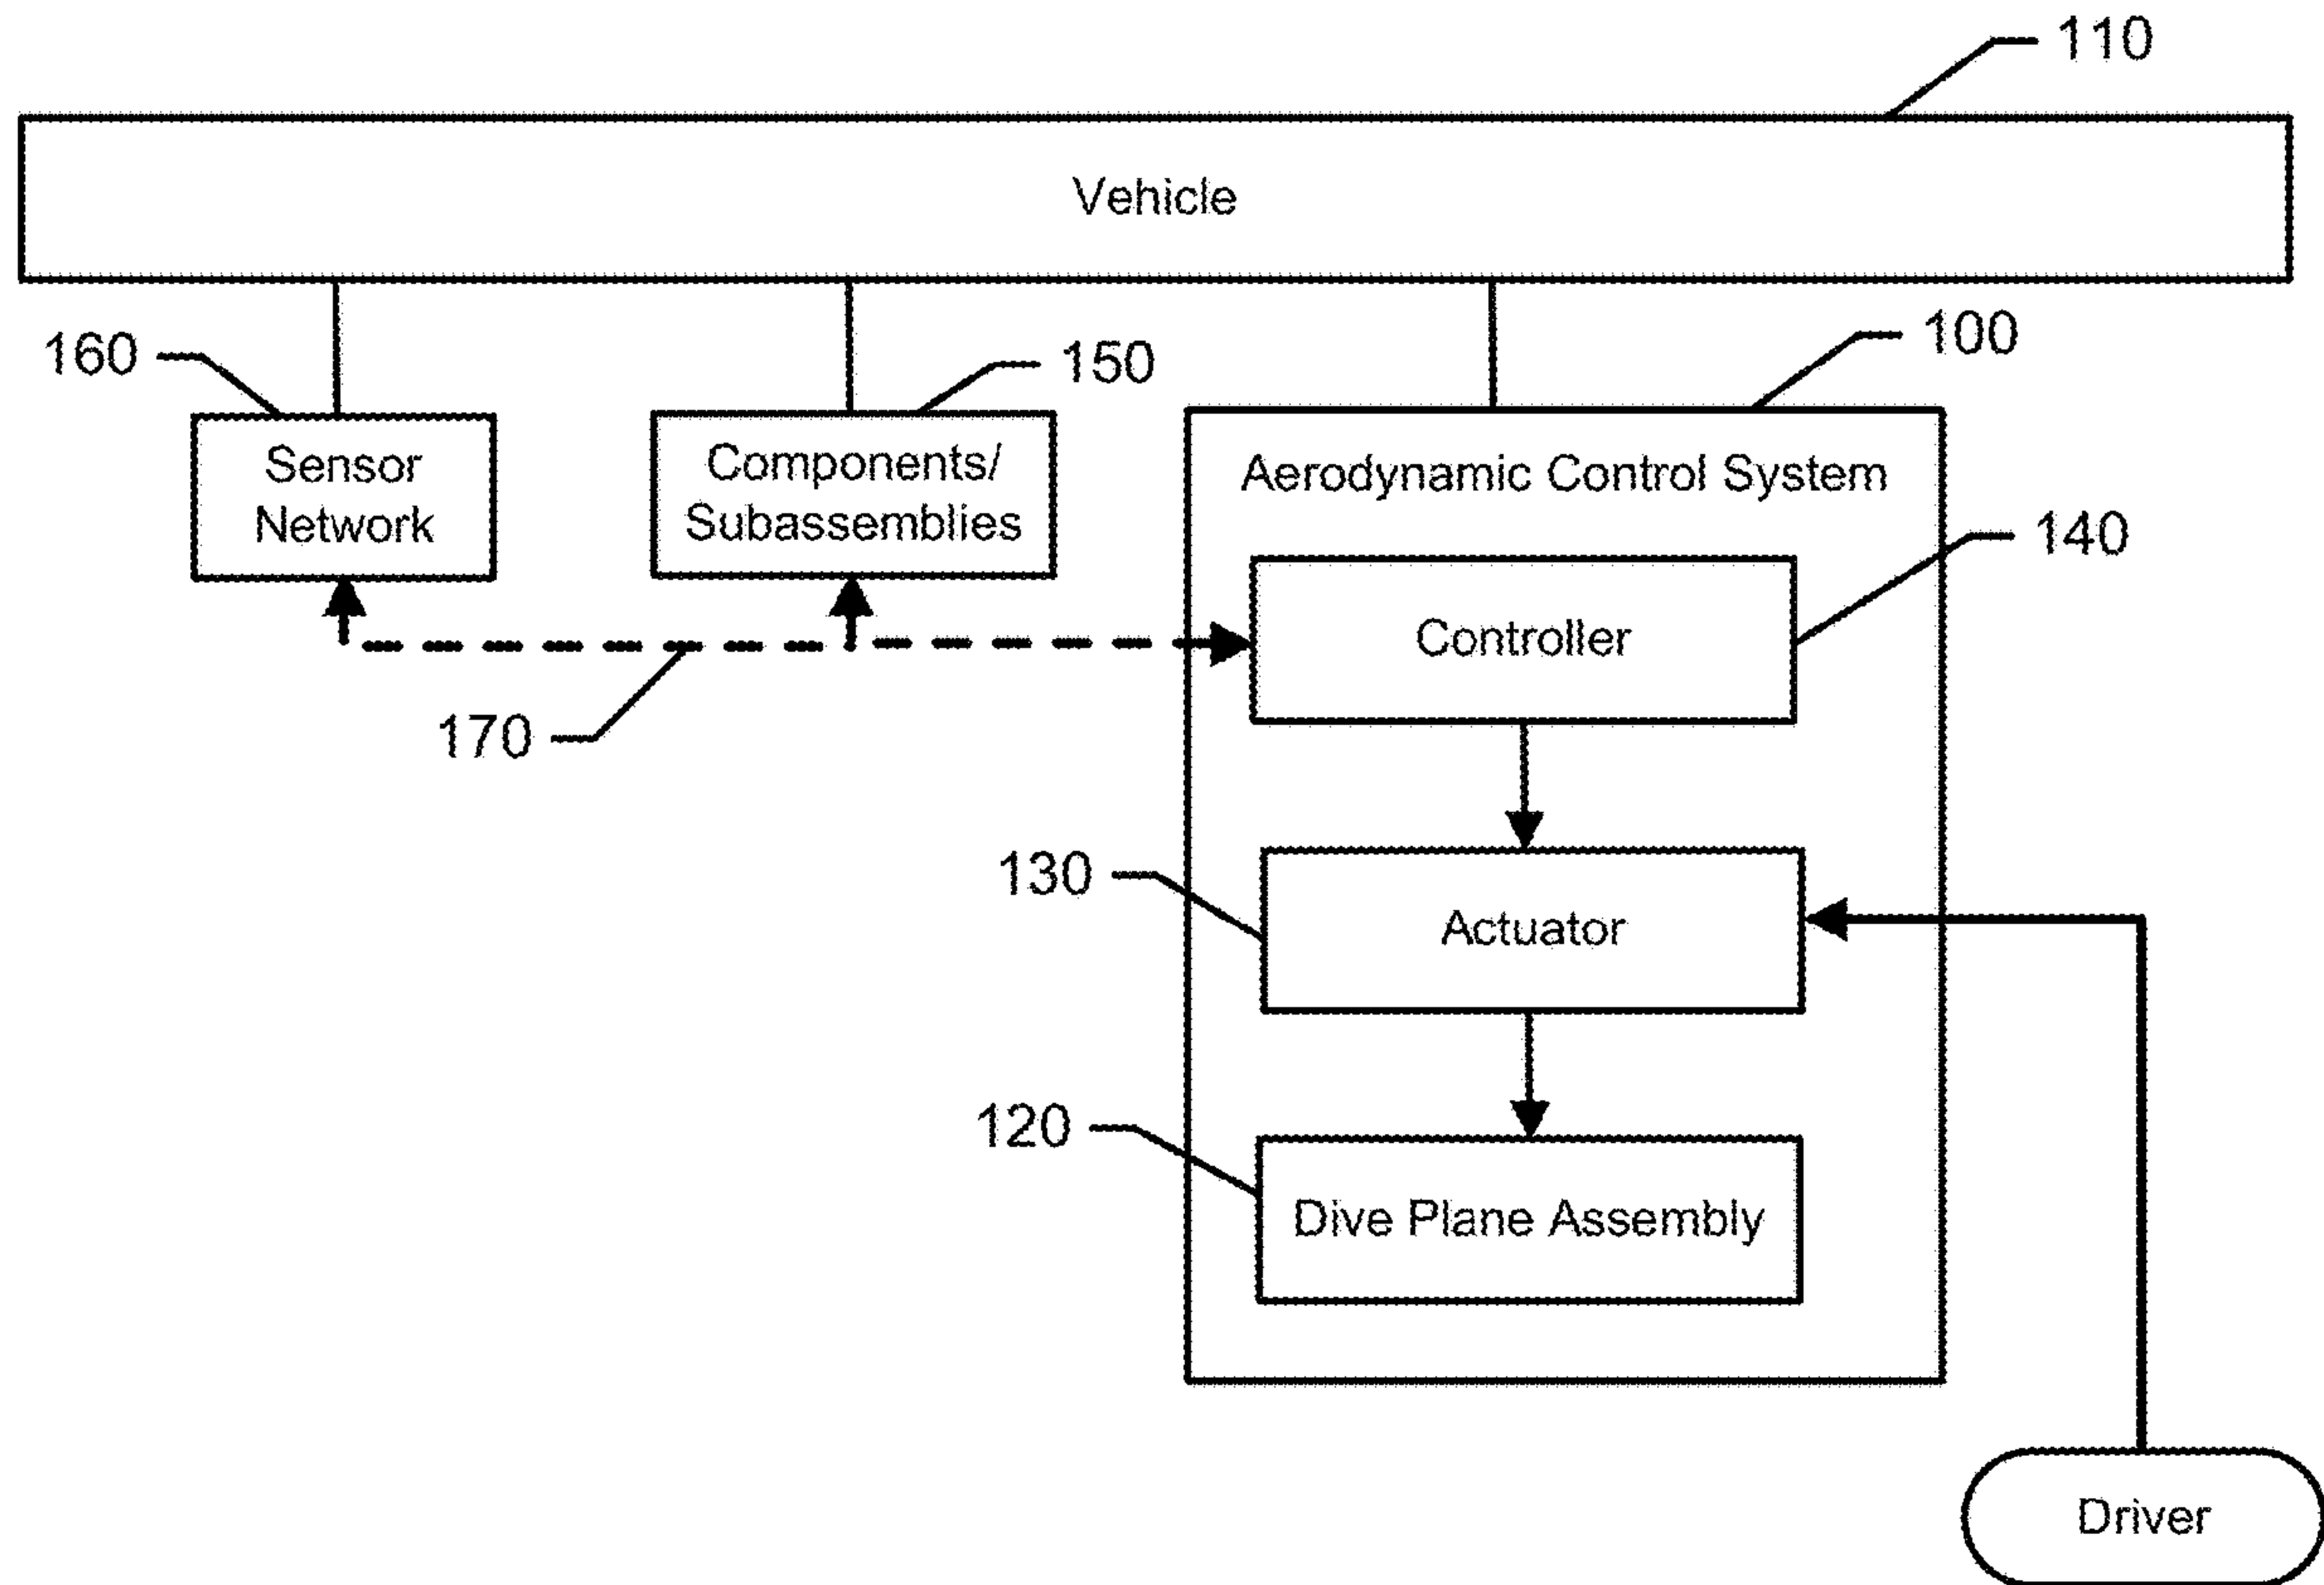 110
Vehicle
160
150
100
Sensor
Network
Components/
Subassemblies
Aerodynamic Control System
140
Controller
170
130
Actuator
120
Dive Plane Assembly
Driver